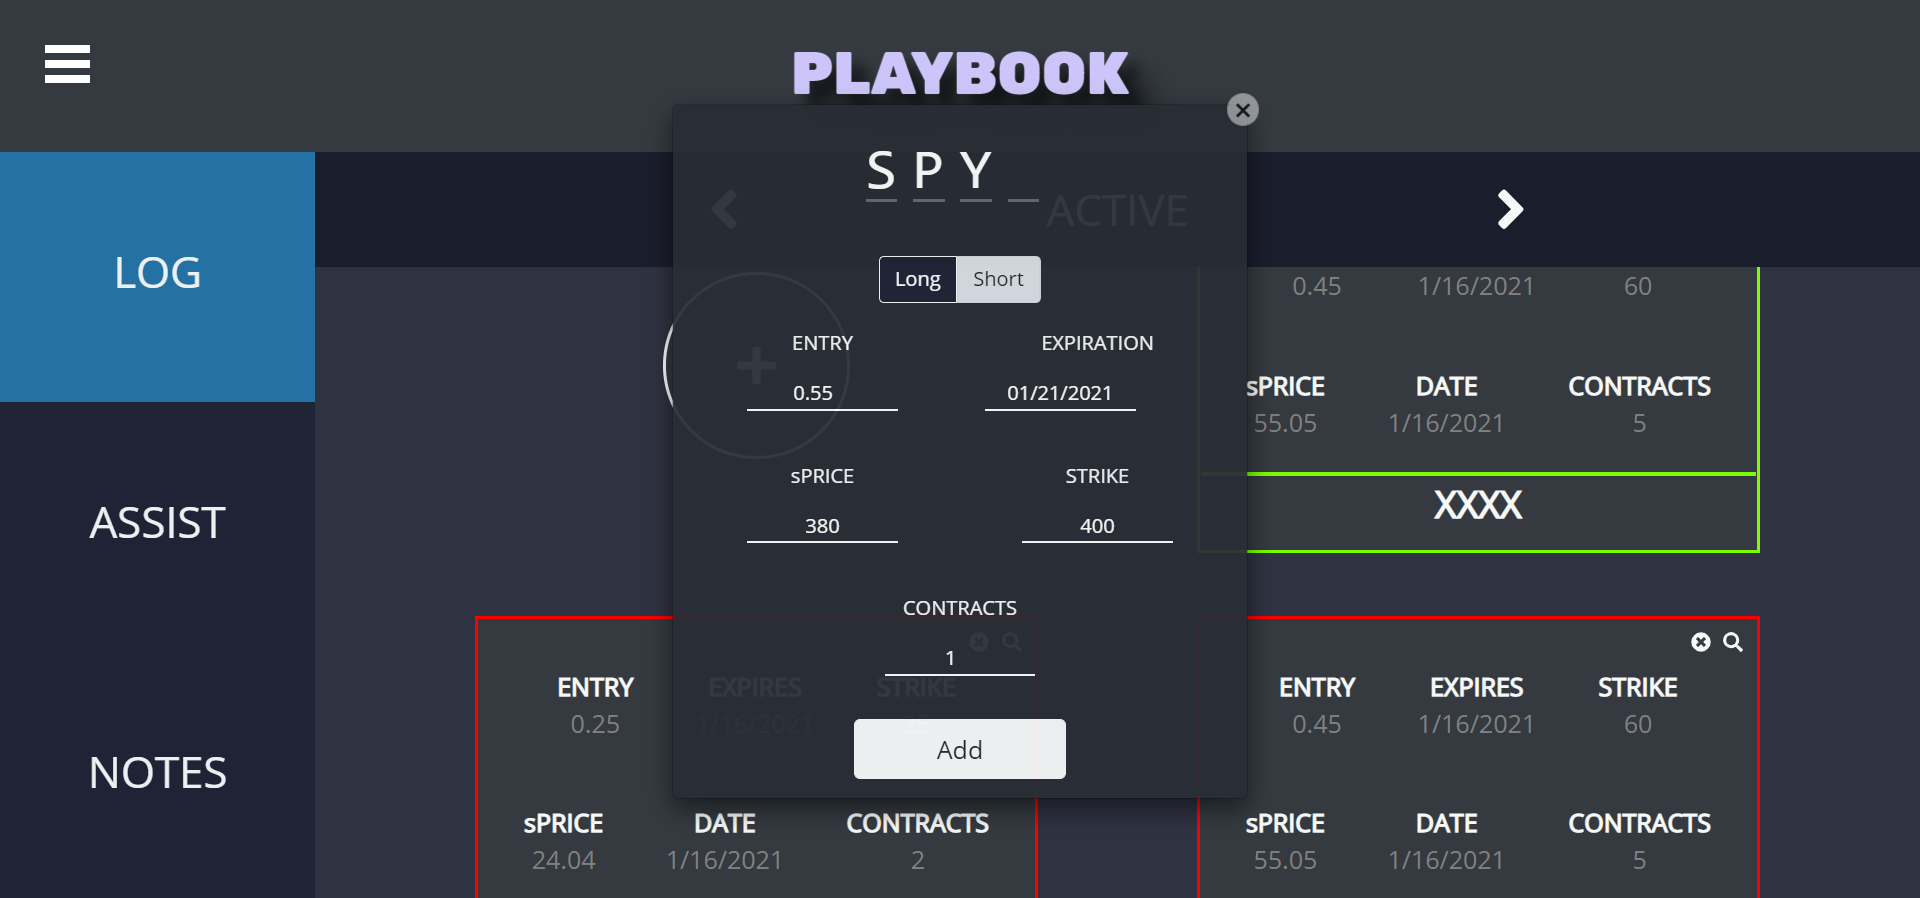 PLAYBOOK
LOG
ASSIST
NOTES
ACTIVE
S P Y _
Long Short
ENTRY EXPIRATION
0.55 01/21/2021
sPRICE STRIKE
380 400
CONTRACTS
1
Add
0.45 1/16/2021 60
sPRICE DATE CONTRACTS
55.05 1/16/2021 5
XXXX
ENTRY EXPIRES STRIKE
0.25 1/16/2021
sPRICE DATE CONTRACTS
24.04 1/16/2021 2
ENTRY EXPIRES STRIKE
0.45 1/16/2021 60
sPRICE DATE CONTRACTS
55.05 1/16/2021 5